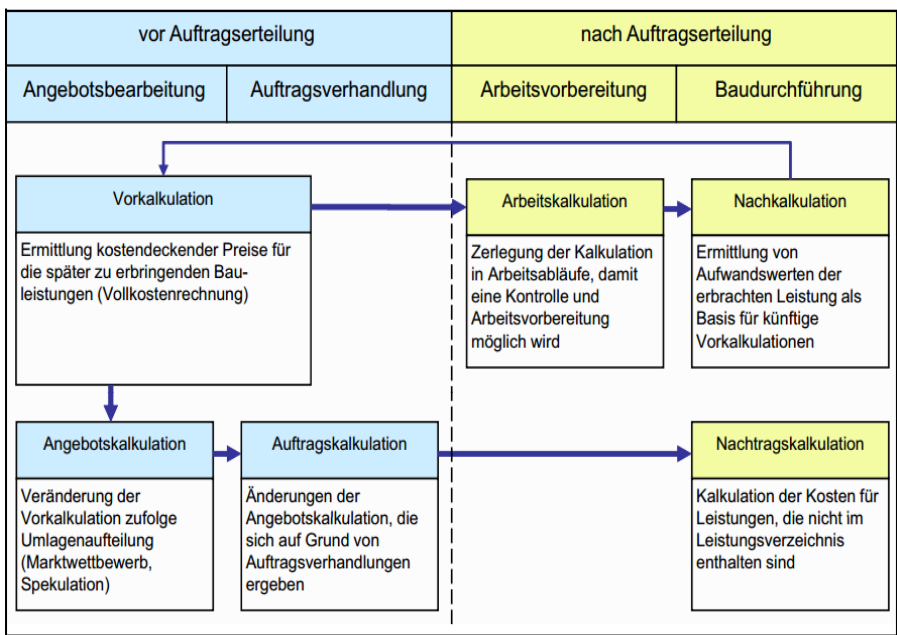 vor Auftragserteilung
nach Auftragserteilung
Angebotsbearbeitung
Auftragsverhandlung
Arbeitsvorbereitung
Baudurchführung
Vorkalkulation
Ermittlung kostendeckender Preise für
die später zu erbringenden Bau-
leistungen (Vollkostenrechnung)
Arbeitskalkulation
Zerlegung der Kalkulation
in Arbeitsabläufe, damit
eine Kontrolle und
Arbeitsvorbereitung
möglich wird
Nachkalkulation
Ermittlung von
Aufwandswerten der
erbrachten Leistung als
Basis für künftige
Vorkalkulationen
Angebotskalkulation
Veränderung der
Vorkalkulation zufolge
Umlagenaufteilung
(Marktwettbewerb,
Spekulation)
Auftragskalkulation
Änderungen der
Angebotskalkulation, die
sich auf Grund von
Auftragsverhandlungen
ergeben
Nachtragskalkulation
Kalkulation der Kosten für
Leistungen, die nicht im
Leistungsverzeichnis
enthalten sind